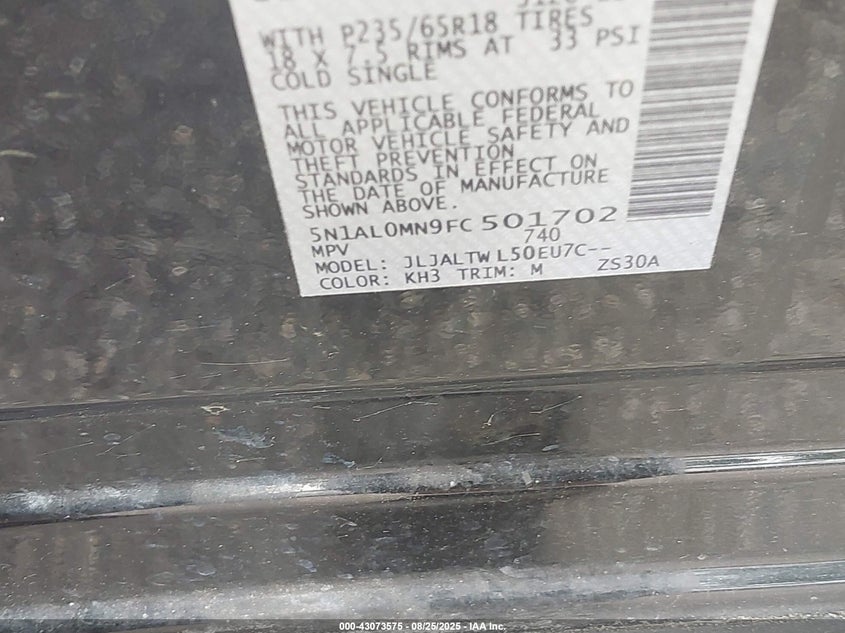 WITH P235/65R18 TIRES
18 X 7.5 RIMS AT 33 PSI
COLD SINGLE
THIS VEHICLE CONFORMS TO
ALL APPLICABLE FEDERAL
MOTOR VEHICLE SAFETY AND
THEFT PREVENTION
STANDARDS IN EFFECT ON
THE DATE OF MANUFACTURE
SHOWN ABOVE.
5N1AL0MN9FC501702
MPV 740
MODEL: JLJALTWL50EU7C--
COLOR: KH3 TRIM: M ZS30A
000-43073575 - 08/25/2025 - IAA Inc.